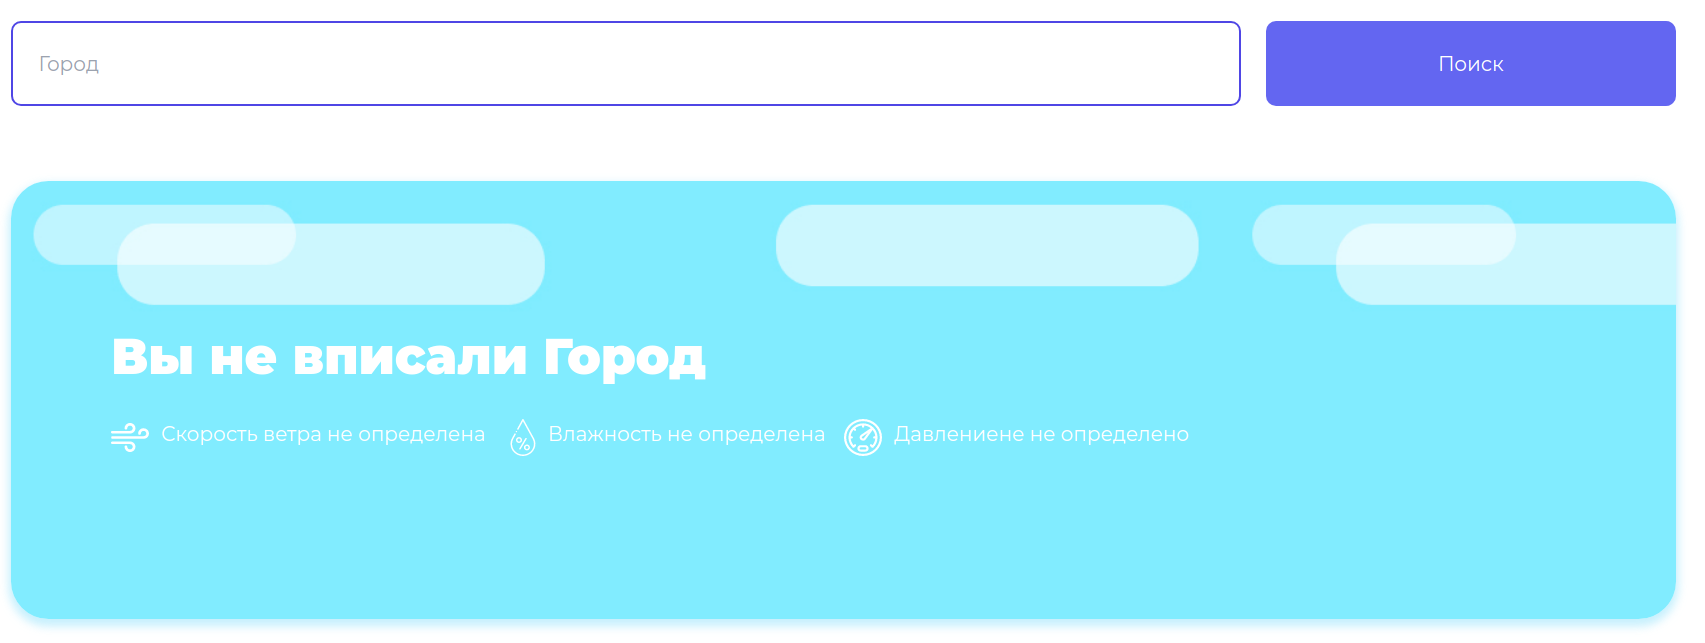 Город
Поиск
Вы не вписали Город
Скорость ветра не определена
Влажность не определена
Давлениене не определено